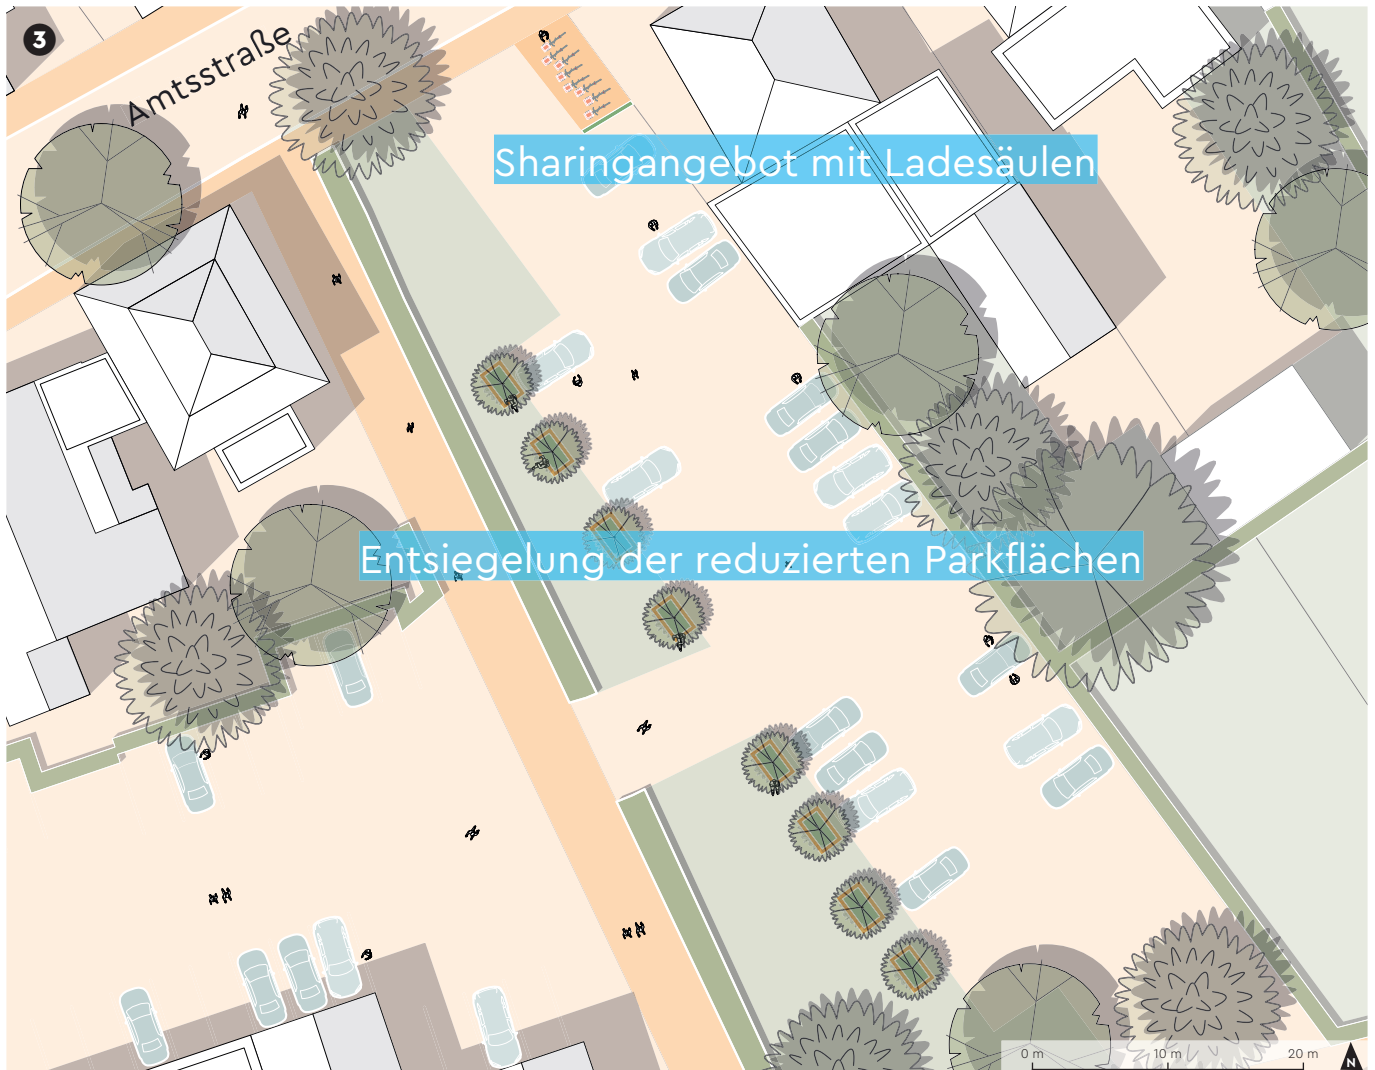 3
Amtsstraße
Sharingangebot mit Ladesäulen
Entsiegelung der reduzierten Parkflächen
0 m 10 m 20 m
N